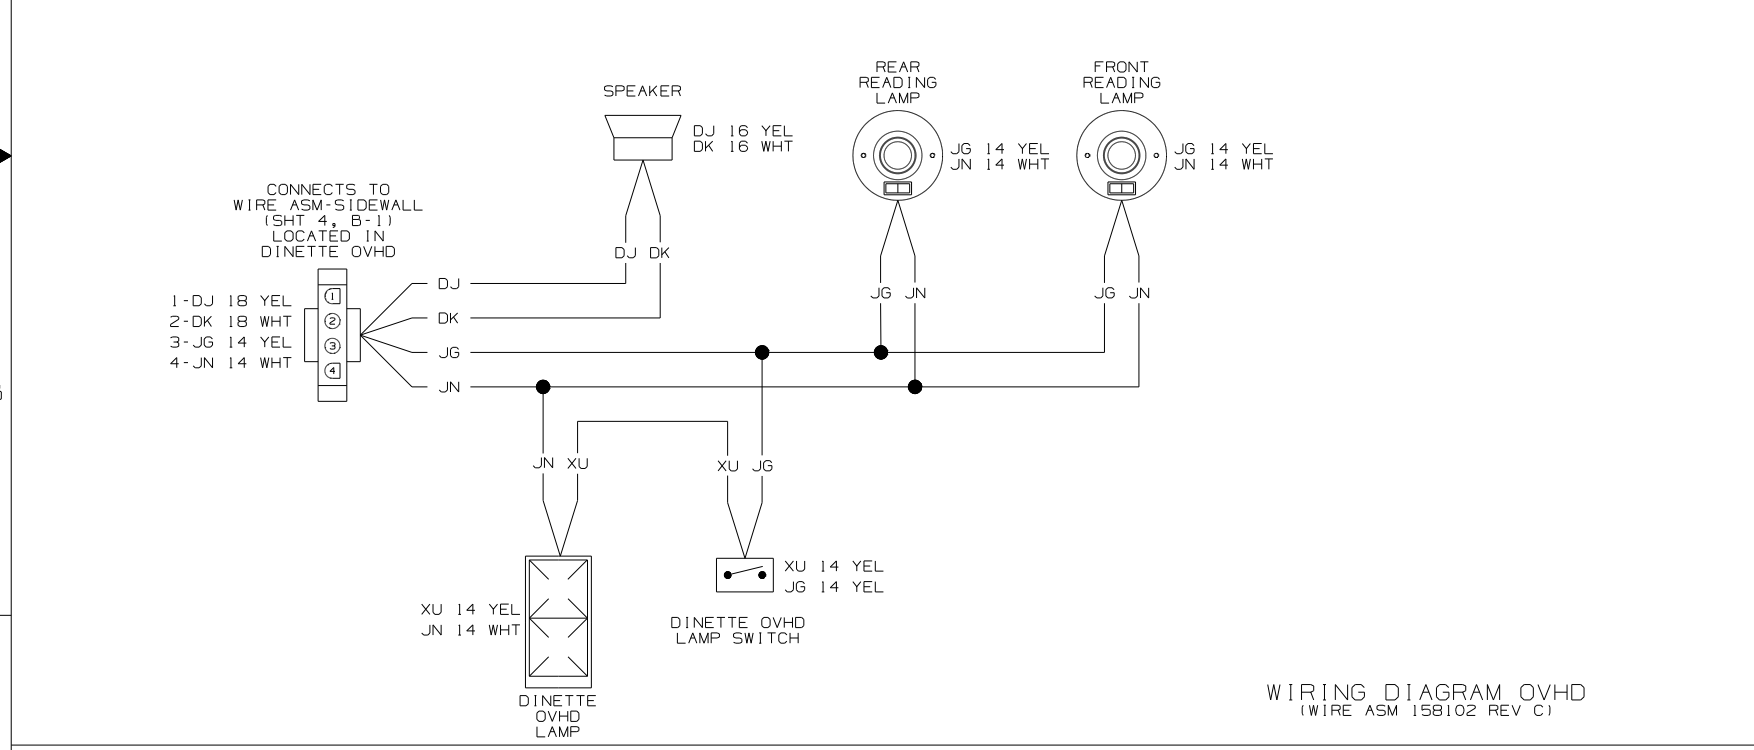 SPEAKER
DJ 16 YEL
DK 16 WHT
REAR
READING
LAMP
JG 14 YEL
JN 14 WHT
FRONT
READING
LAMP
JG 14 YEL
JN 14 WHT
CONNECTS TO
WIRE ASM-SIDEWALL
(SHT 4, B-1)
LOCATED IN
DINETTE OVHD
1-DJ 18 YEL
2-DK 18 WHT
3-JG 14 YEL
4-JN 14 WHT
1
2
3
4
DJ
DK
JG
JN
DJ DK
JG JN
JG JN
JN XU
XU JG
XU 14 YEL
JN 14 WHT
DINETTE
OVHD
LAMP
XU 14 YEL
JG 14 YEL
DINETTE OVHD
LAMP SWITCH
WIRING DIAGRAM OVHD
(WIRE ASM 158102 REV C)